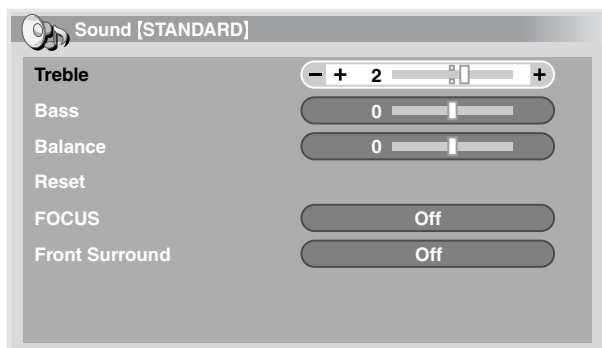 Sound [STANDARD]
Treble − + 2 +
Bass 0
Balance 0
Reset
FOCUS Off
Front Surround Off